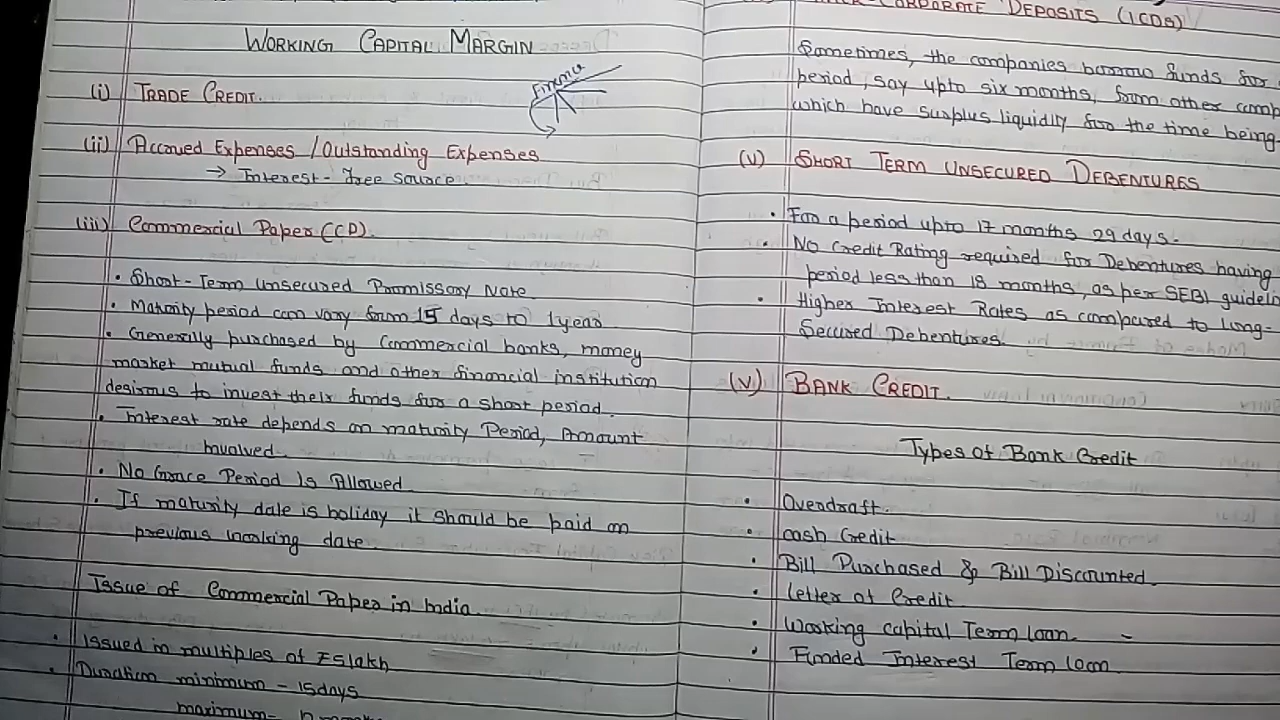 WORKING CAPITAL MARGIN
Finance
(i) TRADE CREDIT.
(ii) Accrued Expenses / Outstanding Expenses
→ Interest-free source.
(iii) Commercial Paper (CP).
• Short-Term Unsecured Promissory Note.
• Maturity period can vary from 15 days to 1 year
• Generally purchased by Commercial banks, money
market mutual funds and other financial institution
desirous to invest their funds for a short period.
• Interest rate depends on maturity Period, Amount
Involved.
• No Grace Period Is Allowed.
• If maturity date is holiday it should be paid on
previous working date.
Issue of Commercial Paper in India.
• Issued in multiples of ₹5lakh
• Duration minimum - 15days
maximum-
CORPORATE DEPOSITS (ICDs)
Sometimes, the companies borrow funds for
period, say upto six months, from other comp
which have surplus liquidity for the time being.
(V) SHORT TERM UNSECURED DEBENTURES
• For a period upto 17 months 29 days.
• No Credit Rating required for Debentures having
period less than 18 months, as per SEBI guideli
• Higher Interest Rates as compared to Long-
Secured Debentures.
(V) BANK CREDIT.
Types of Bank Credit
• Overdraft.
• Cash Credit
• Bill Purchased & Bill Discounted.
• Letter of Credit
• Working Capital Term loan. -
• Funded Interest Term loan